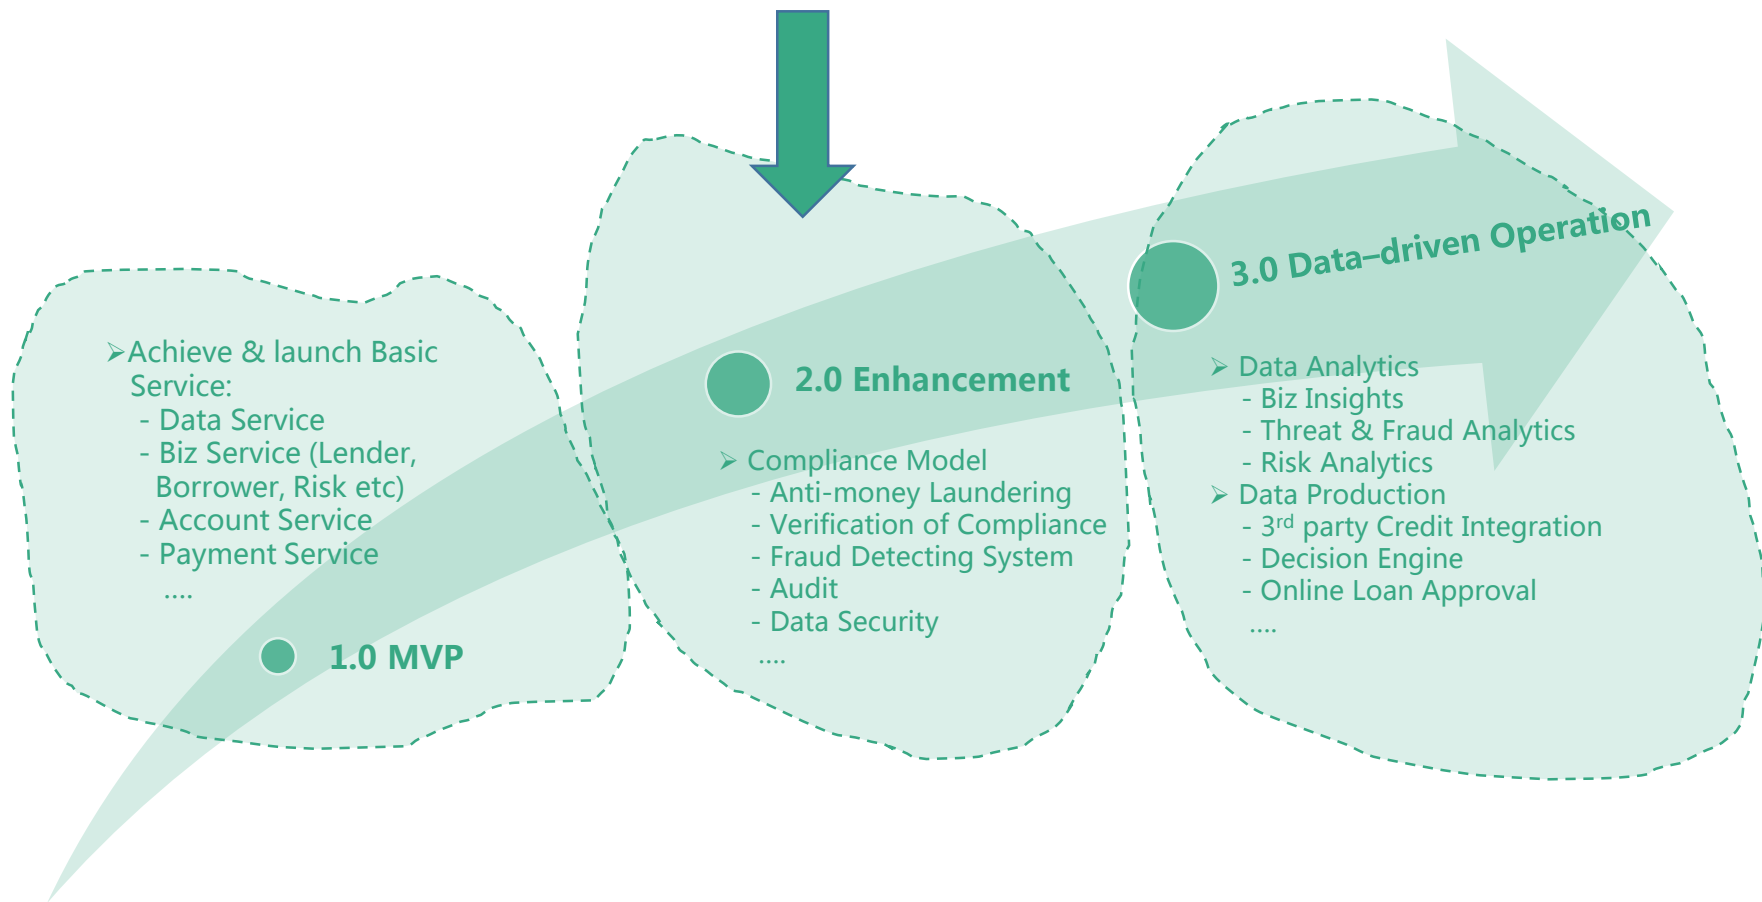 ➢Achieve & launch Basic
Service:
- Data Service
- Biz Service (Lender,
Borrower, Risk etc)
- Account Service
- Payment Service
....
1.0 MVP
2.0 Enhancement
➢ Compliance Model
- Anti-money Laundering
- Verification of Compliance
- Fraud Detecting System
- Audit
- Data Security
....
3.0 Data–driven Operation
➢ Data Analytics
- Biz Insights
- Threat & Fraud Analytics
- Risk Analytics
➢ Data Production
- 3rd party Credit Integration
- Decision Engine
- Online Loan Approval
....